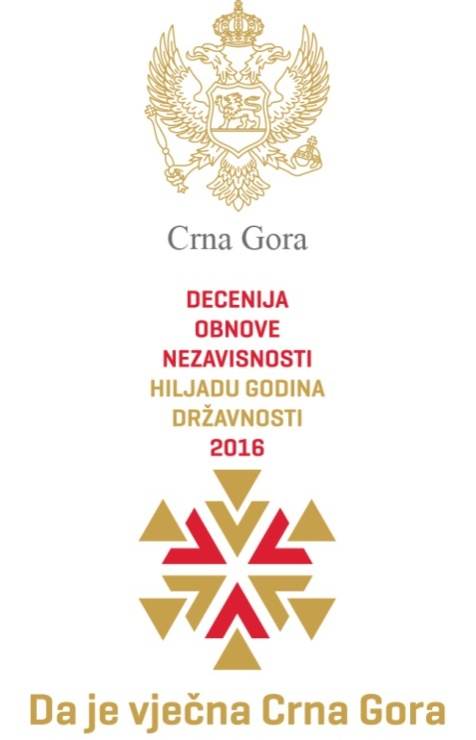 Crna Gora
DECENIJA
OBNOVE
NEZAVISNOSTI
HILJADU GODINA
DRŽAVNOSTI
2016
Da je vječna Crna Gora